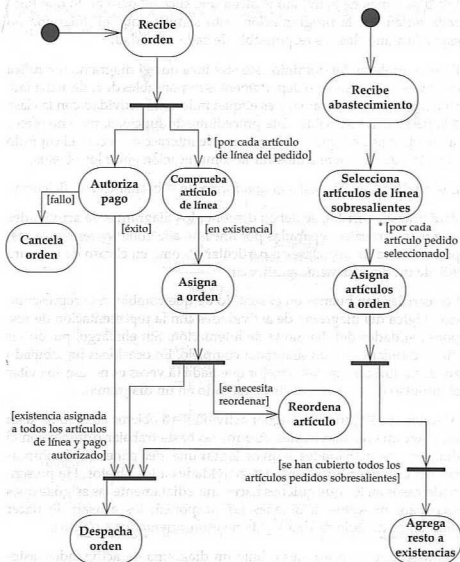 Recibe
orden
Recibe
abastecimiento
[por cada artículo
de línea del pedido]
Autoriza
pago
Comprueba
artículo
de línea
Selecciona
artículos de línea
sobresalientes
[fallo]
[éxito]
[en existencia]
* [por cada
artículo pedido
seleccionado]
Cancela
orden
Asigna
a orden
Asigna
artículos
a orden
[se necesita
reordenar]
Reordena
artículo
[existencia asignada
a todos los artículos
de línea y pago
autorizado]
[se han cubierto todos los
artículos pedidos sobresalientes]
Despacha
orden
Agrega
resto a
existencias